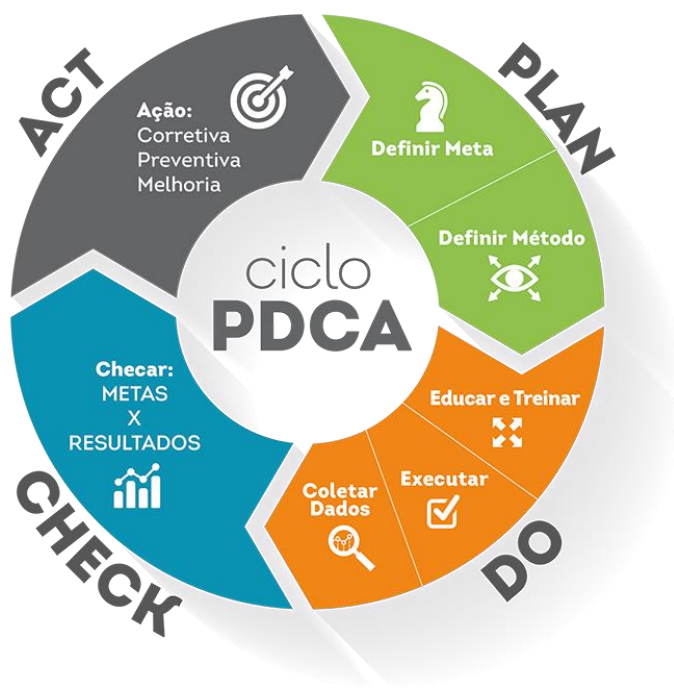 ACT
Ação:
Corretiva
Preventiva
Melhoria
PLAN
Definir Meta
Definir Método
ciclo
PDCA
Educar e Treinar
Executar
Coletar
Dados
DO
Checar:
METAS
X
RESULTADOS
CHECK